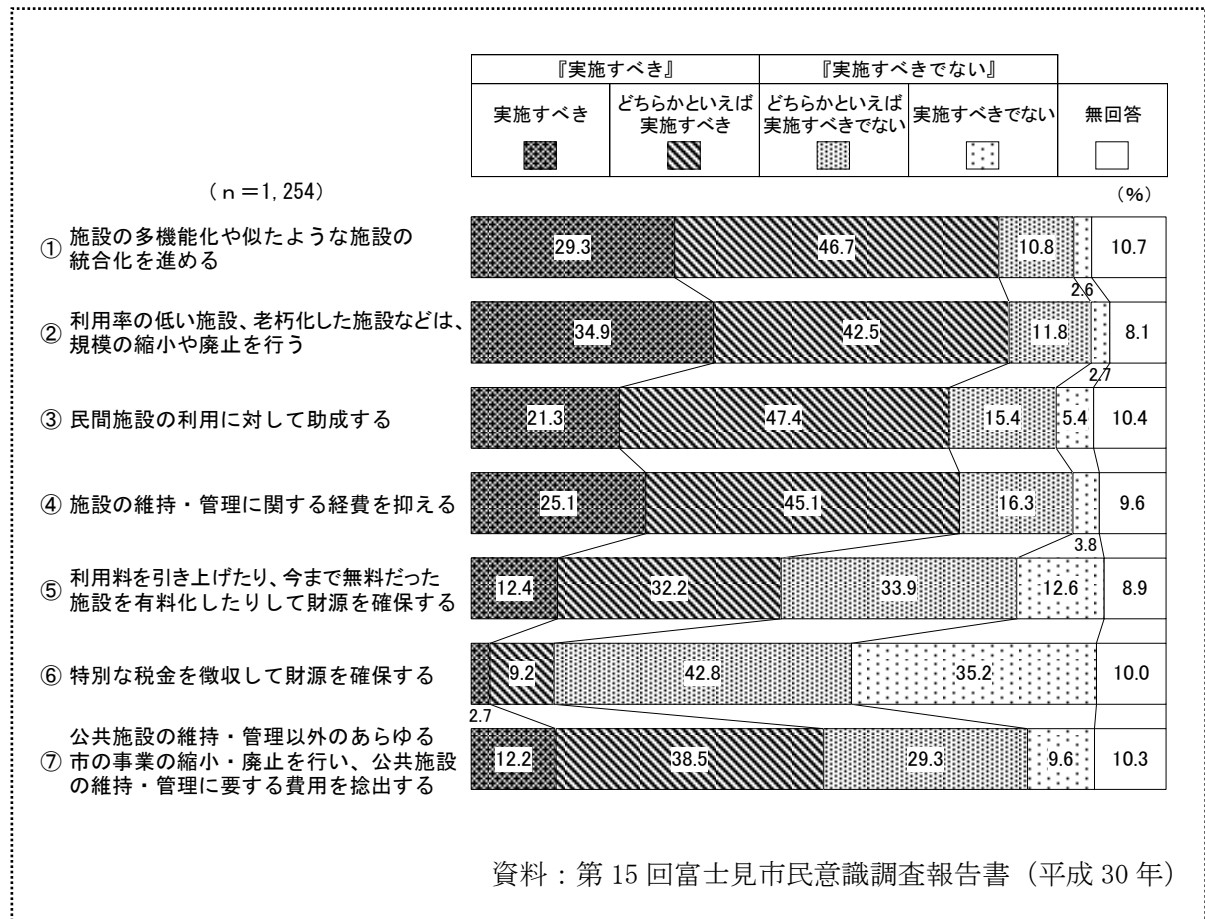 『実施すべき』 『実施すべきでない』
実施すべき どちらかといえば実施すべき どちらかといえば実施すべきでない 実施すべきでない 無回答
（ｎ＝1,254） （％）
① 施設の多機能化や似たような施設の
統合化を進める
29.3 46.7 10.8 2.6 10.7
② 利用率の低い施設、老朽化した施設などは、
規模の縮小や廃止を行う
34.9 42.5 11.8 2.7 8.1
③ 民間施設の利用に対して助成する
21.3 47.4 15.4 5.4 10.4
④ 施設の維持・管理に関する経費を抑える
25.1 45.1 16.3 3.8 9.6
⑤ 利用料を引き上げたり、今まで無料だった
施設を有料化したりして財源を確保する
12.4 32.2 33.9 12.6 8.9
⑥ 特別な税金を徴収して財源を確保する
2.7 9.2 42.8 35.2 10.0
公共施設の維持・管理以外のあらゆる
⑦ 市の事業の縮小・廃止を行い、公共施設
の維持・管理に要する費用を捻出する
12.2 38.5 29.3 9.6 10.3
資料：第 15 回富士見市民意識調査報告書（平成 30 年）